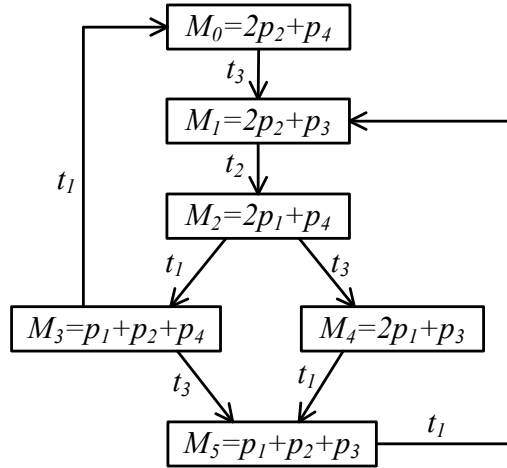 M₀=2p₂+p₄
t₃
M₁=2p₂+p₃
t₁
t₂
M₂=2p₁+p₄
t₁
t₃
M₃=p₁+p₂+p₄
M₄=2p₁+p₃
t₃
t₁
M₅=p₁+p₂+p₃
t₁